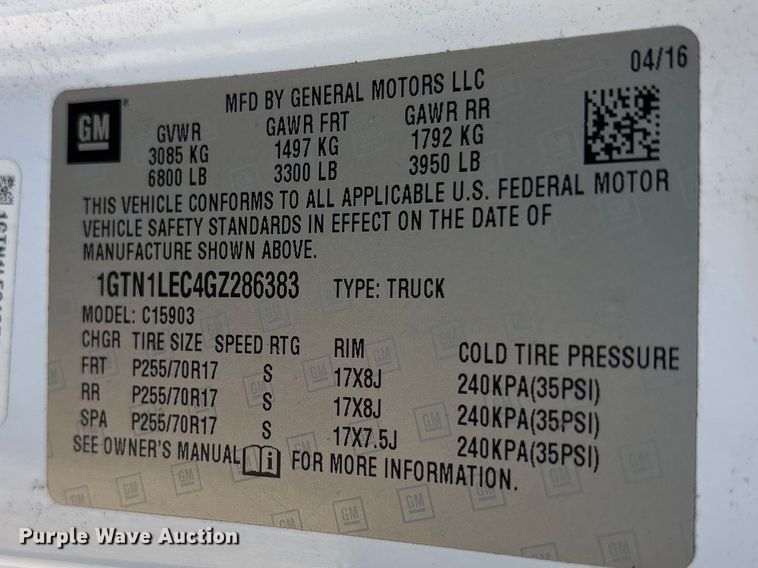 04/16
MFD BY GENERAL MOTORS LLC
GM
GVWR GAWR FRT GAWR RR
3085 KG 1497 KG 1792 KG
6800 LB 3300 LB 3950 LB
THIS VEHICLE CONFORMS TO ALL APPLICABLE U.S. FEDERAL MOTOR
VEHICLE SAFETY STANDARDS IN EFFECT ON THE DATE OF
MANUFACTURE SHOWN ABOVE.
1GTN1LEC4GZ286383 TYPE: TRUCK
MODEL: C15903
CHGR TIRE SIZE SPEED RTG RIM COLD TIRE PRESSURE
FRT P255/70R17 S 17X8J 240KPA(35PSI)
RR P255/70R17 S 17X8J 240KPA(35PSI)
SPA P255/70R17 S 17X7.5J 240KPA(35PSI)
SEE OWNER'S MANUAL FOR MORE INFORMATION.
Purple Wave Auction